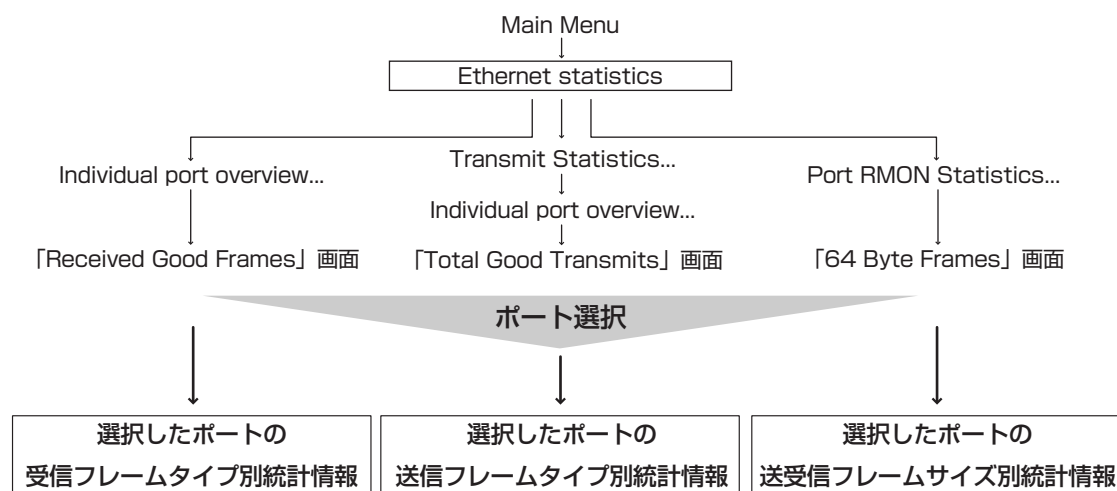 Main Menu
Ethernet statistics
Individual port overview...
Transmit Statistics...
Port RMON Statistics...
Individual port overview...
「Received Good Frames」画面
「Total Good Transmits」画面
「64 Byte Frames」画面
ポート選択
選択したポートの
受信フレームタイプ別統計情報
選択したポートの
送信フレームタイプ別統計情報
選択したポートの
送受信フレームサイズ別統計情報